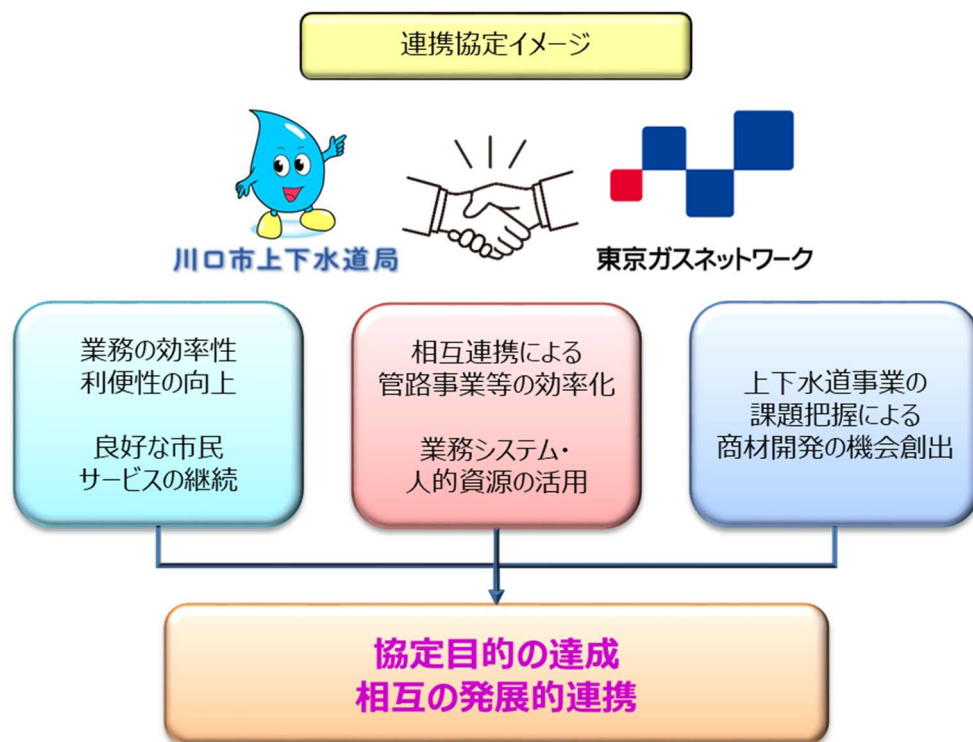 連携協定イメージ
川口市上下水道局
東京ガスネットワーク
業務の効率性
利便性の向上
良好な市民
サービスの継続
相互連携による
管路事業等の効率化
業務システム・
人的資源の活用
上下水道事業の
課題把握による
商材開発の機会創出
協定目的の達成
相互の発展的連携